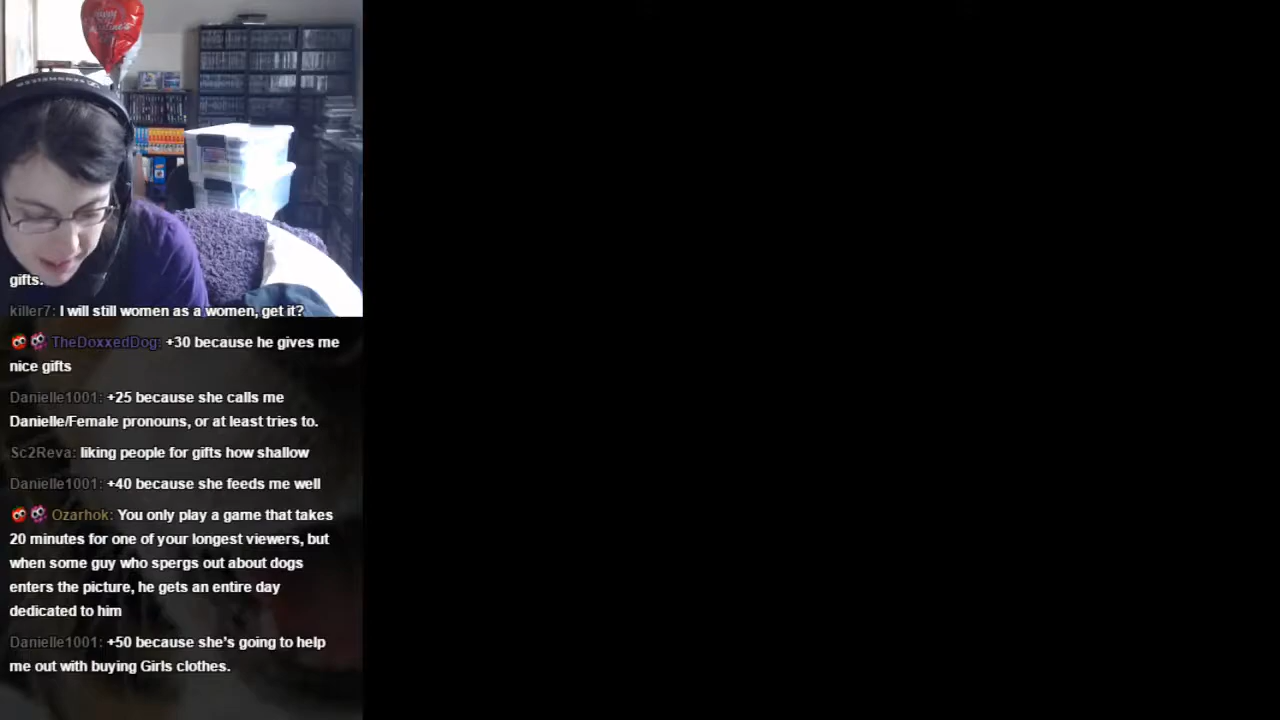 gifts.
killer7: I will still women as a women, get it?
TheDoxxedDog: +30 because he gives me
nice gifts
Danielle1001: +25 because she calls me
Danielle/Female pronouns, or at least tries to.
Sc2Reva: liking people for gifts how shallow
Danielle1001: +40 because she feeds me well
Ozarhok: You only play a game that takes
20 minutes for one of your longest viewers, but
when some guy who spergs out about dogs
enters the picture, he gets an entire day
dedicated to him
Danielle1001: +50 because she's going to help
me out with buying Girls clothes.